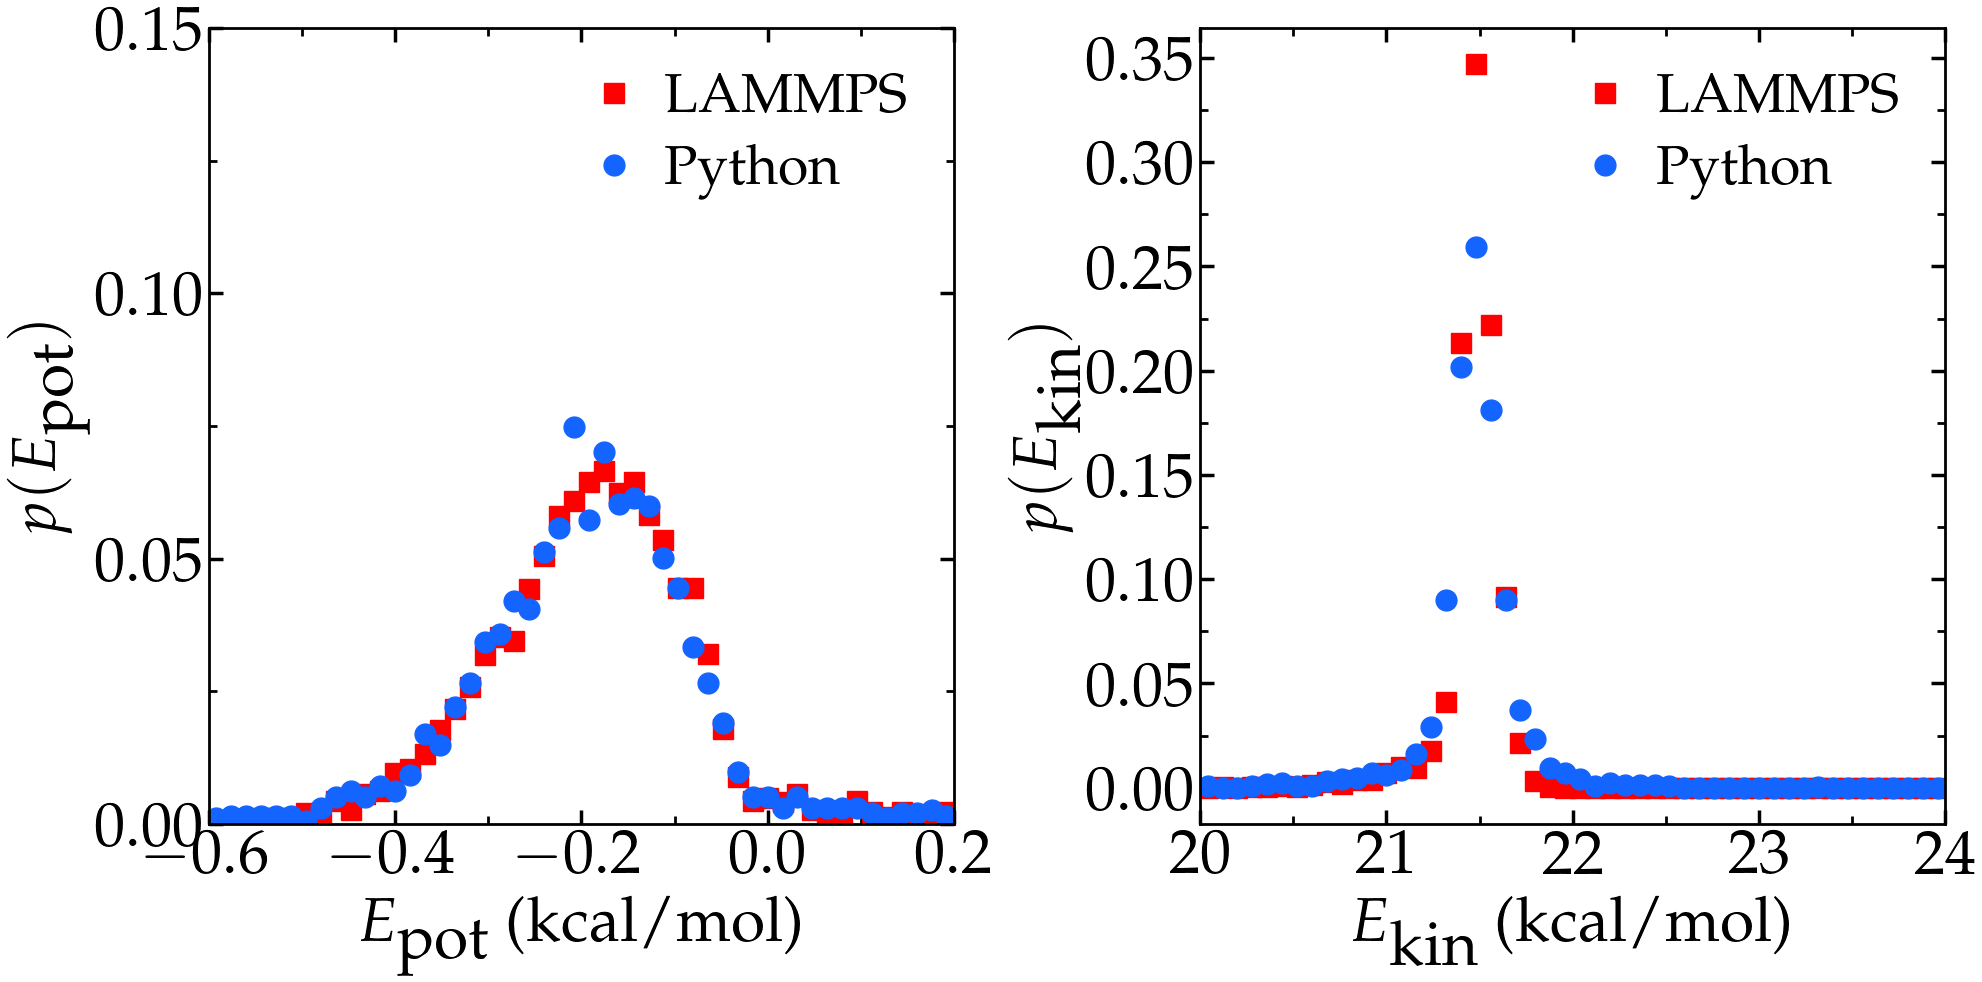 0.15
0.10
0.05
0.00
−0.6
−0.4
−0.2
0.0
0.2
p(Epot)
Epot (kcal/mol)
LAMMPS
Python
0.35
0.30
0.25
0.20
0.15
0.10
0.05
0.00
20
21
22
23
24
p(Ekin)
Ekin (kcal/mol)
LAMMPS
Python